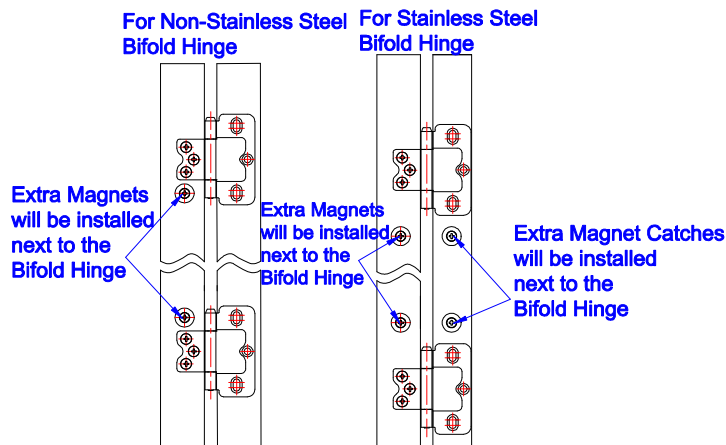 For Non-Stainless Steel
Bifold Hinge
For Stainless Steel
Bifold Hinge
Extra Magnets
will be installed
next to the
Bifold Hinge
Extra Magnets
will be installed
next to the
Bifold Hinge
Extra Magnet Catches
will be installed
next to the
Bifold Hinge